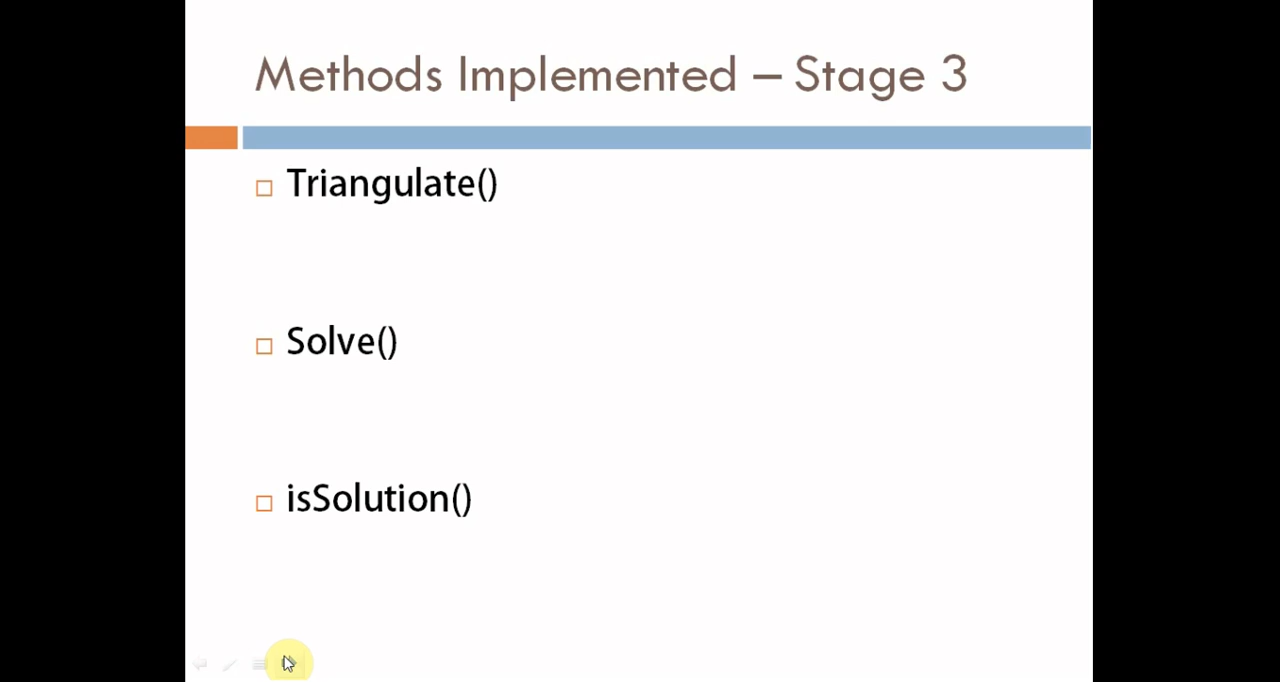 Methods Implemented – Stage 3
Triangulate()
Solve()
isSolution()